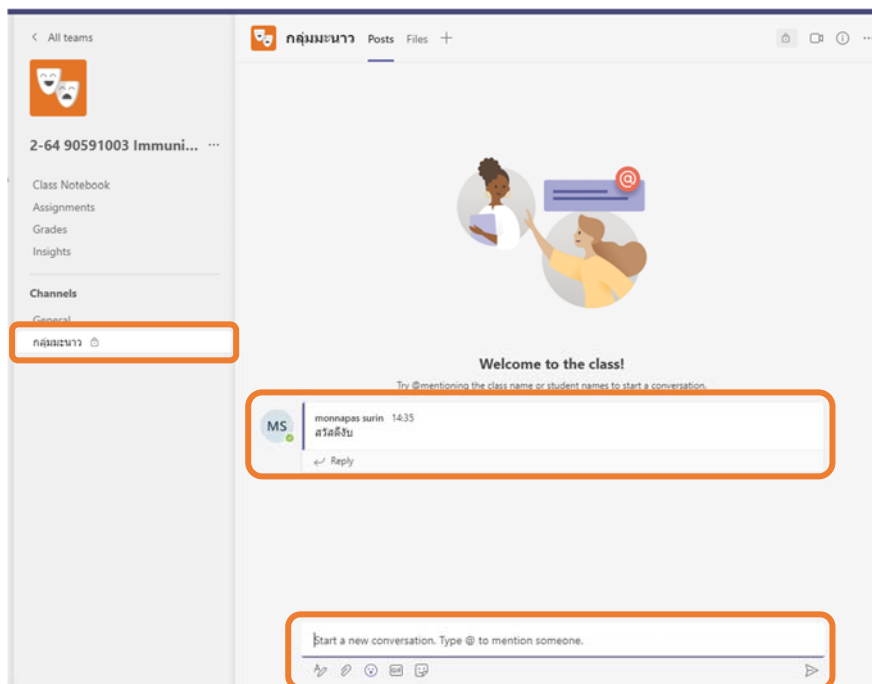 All teams
2-64 90591003 Immuni... ...
Class Notebook
Assignments
Grades
Insights
Channels
General
กลุ่มมะนาว
กลุ่มมะนาว Posts Files +
@
Welcome to the class!
Try @mentioning the class name or student names to start a conversation.
MS
monnapas surin 14:35
สวัสดีงับ
Reply
Start a new conversation. Type @ to mention someone.
GIF